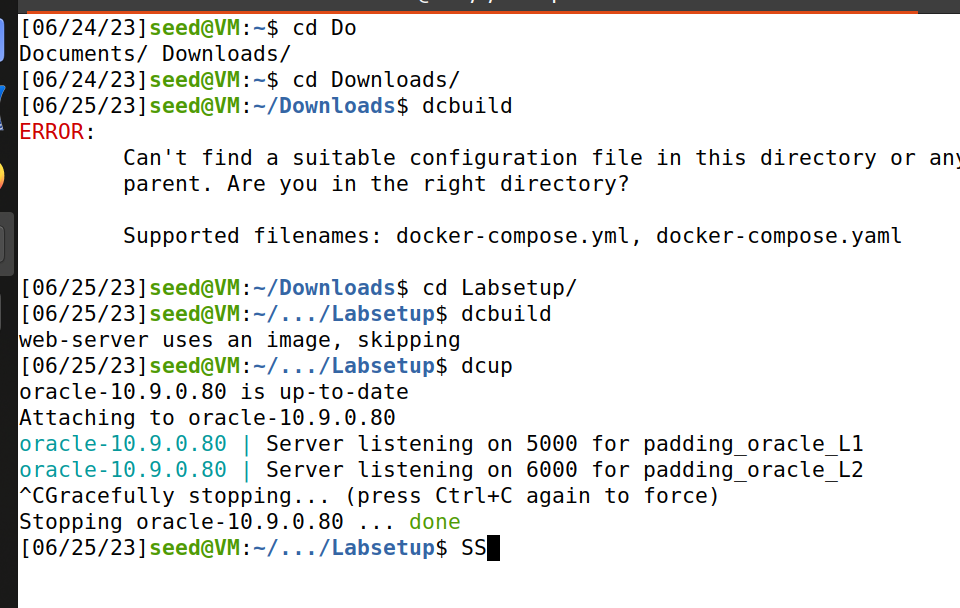 [06/24/23]seed@VM:~$ cd Do
Documents/ Downloads/
[06/24/23]seed@VM:~$ cd Downloads/
[06/25/23]seed@VM:~/Downloads$ dcbuild
ERROR:
        Can't find a suitable configuration file in this directory or any
        parent. Are you in the right directory?

        Supported filenames: docker-compose.yml, docker-compose.yaml

[06/25/23]seed@VM:~/Downloads$ cd Labsetup/
[06/25/23]seed@VM:~/.../Labsetup$ dcbuild
web-server uses an image, skipping
[06/25/23]seed@VM:~/.../Labsetup$ dcup
oracle-10.9.0.80 is up-to-date
Attaching to oracle-10.9.0.80
oracle-10.9.0.80 | Server listening on 5000 for padding_oracle_L1
oracle-10.9.0.80 | Server listening on 6000 for padding_oracle_L2
^CGracefully stopping... (press Ctrl+C again to force)
Stopping oracle-10.9.0.80 ... done
[06/25/23]seed@VM:~/.../Labsetup$ SS